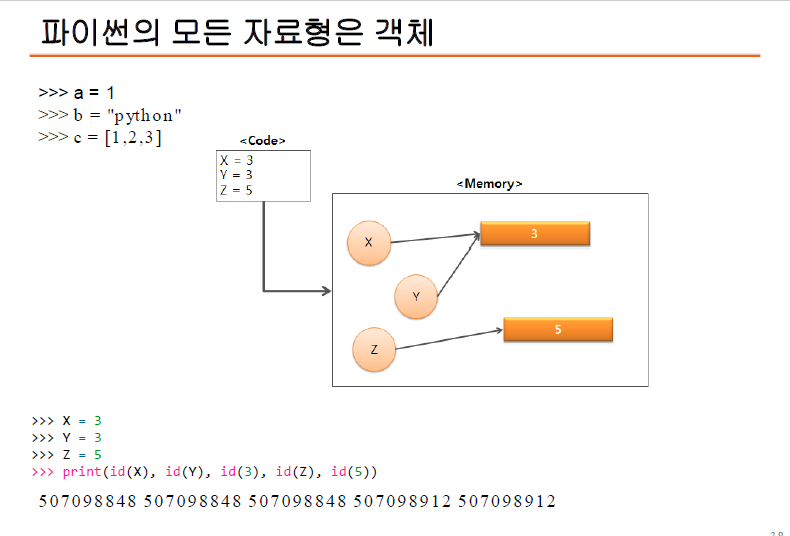 파이썬의 모든 자료형은 객체
>>> a = 1
>>> b = "python"
>>> c = [1,2,3]
<Code>
X = 3
Y = 3
Z = 5
<Memory>
X
3
Y
5
Z
>>> X = 3
>>> Y = 3
>>> Z = 5
>>> print(id(X), id(Y), id(3), id(Z), id(5))
507098848 507098848 507098848 507098912 507098912